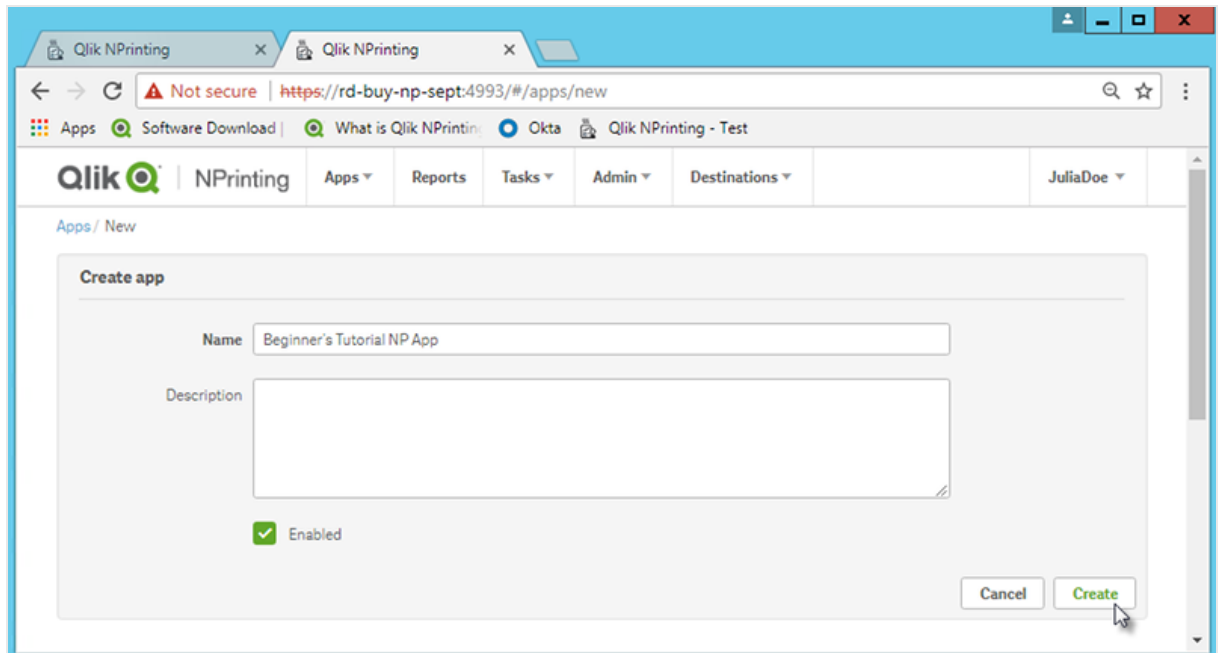 Qlik NPrinting
Qlik NPrinting
Not secure | https://rd-buy-np-sept:4993/#/apps/new
Apps Software Download | What is Qlik NPrinting Okta Qlik NPrinting - Test
Qlik NPrinting Apps Reports Tasks Admin Destinations JuliaDoe
Apps / New
Create app
Name Beginner's Tutorial NP App
Description
Enabled
Cancel Create